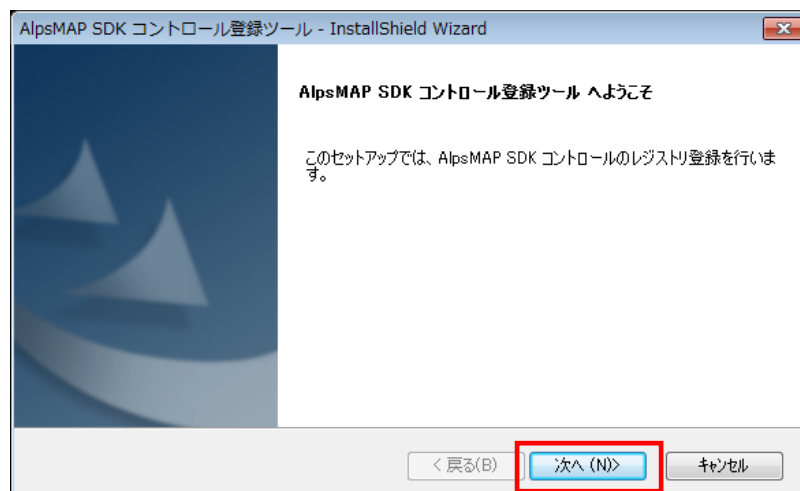 AlpsMAP SDK コントロール登録ツール - InstallShield Wizard
AlpsMAP SDK コントロール登録ツール へようこそ
このセットアップでは、AlpsMAP SDK コントロールのレジストリ登録を行いま
す。
< 戻る(B)
次へ (N)>
キャンセル